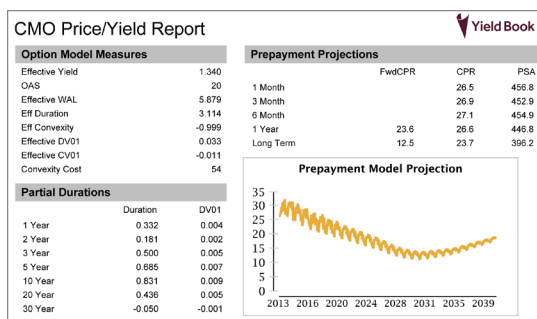 CMO Price/Yield Report
Yield Book
Option Model Measures
Effective Yield 1.340
OAS 20
Effective WAL 5.879
Eff Duration 3.114
Eff Convexity -0.999
Effective DV01 0.033
Effective CV01 -0.011
Convexity Cost 54
Partial Durations
Duration DV01
1 Year 0.332 0.004
2 Year 0.181 0.002
3 Year 0.500 0.005
5 Year 0.685 0.007
10 Year 0.831 0.009
20 Year 0.436 0.005
30 Year -0.050 -0.001
Prepayment Projections
FwdCPR CPR PSA
1 Month 26.5 456.8
3 Month 26.9 452.9
6 Month 27.1 454.9
1 Year 23.6 26.6 446.8
Long Term 12.5 23.7 396.2
Prepayment Model Projection
35
30
25
20
15
10
5
0
2013 2016 2020 2024 2028 2031 2035 2039